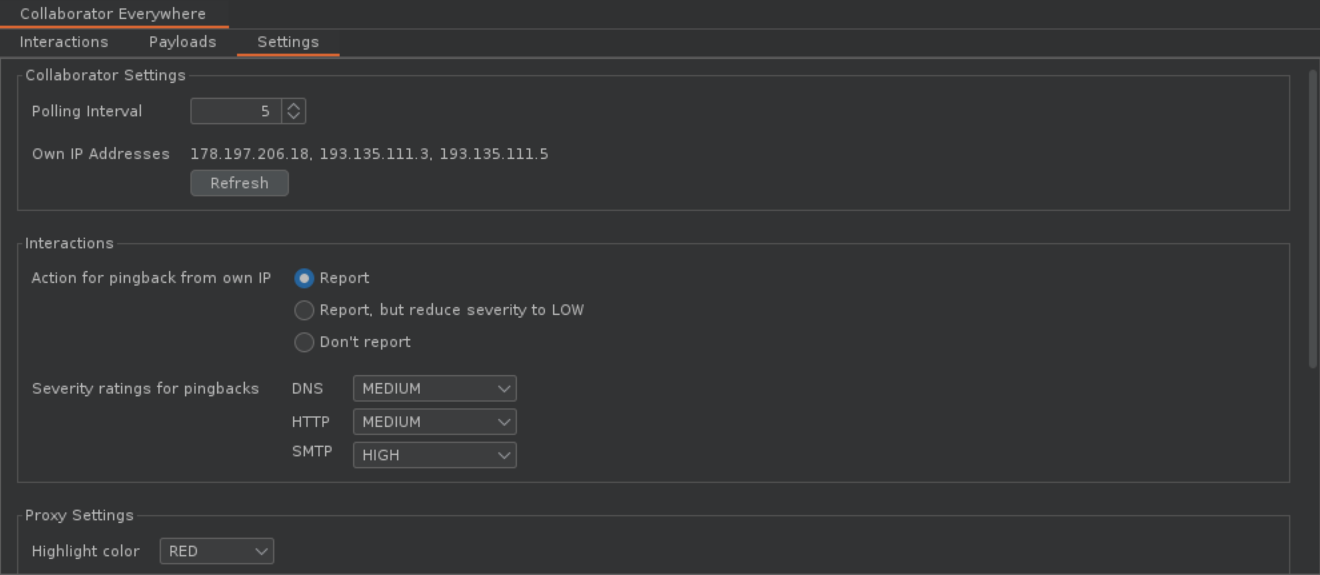 Collaborator Everywhere
Interactions Payloads Settings
Collaborator Settings
Polling Interval 5
Own IP Addresses 178.197.206.18, 193.135.111.3, 193.135.111.5
Refresh
Interactions
Action for pingback from own IP Report
Report, but reduce severity to LOW
Don't report
Severity ratings for pingbacks DNS MEDIUM
HTTP MEDIUM
SMTP HIGH
Proxy Settings
Highlight color RED